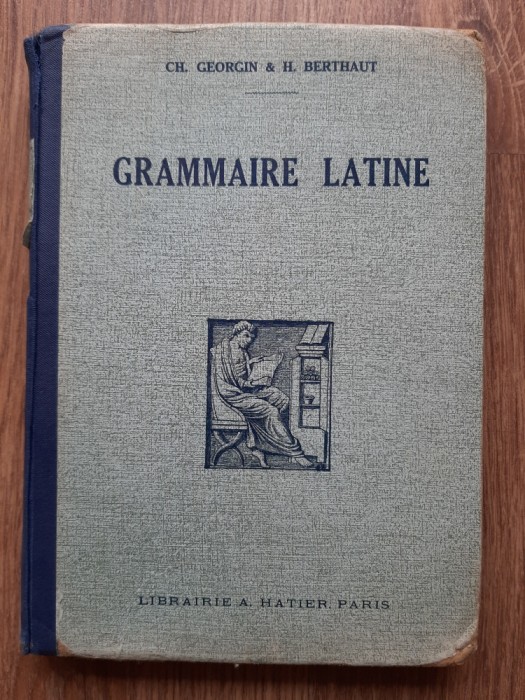 CH. GEORGIN & H. BERTHAUT
GRAMMAIRE LATINE
LIBRAIRIE A. HATIER. PARIS